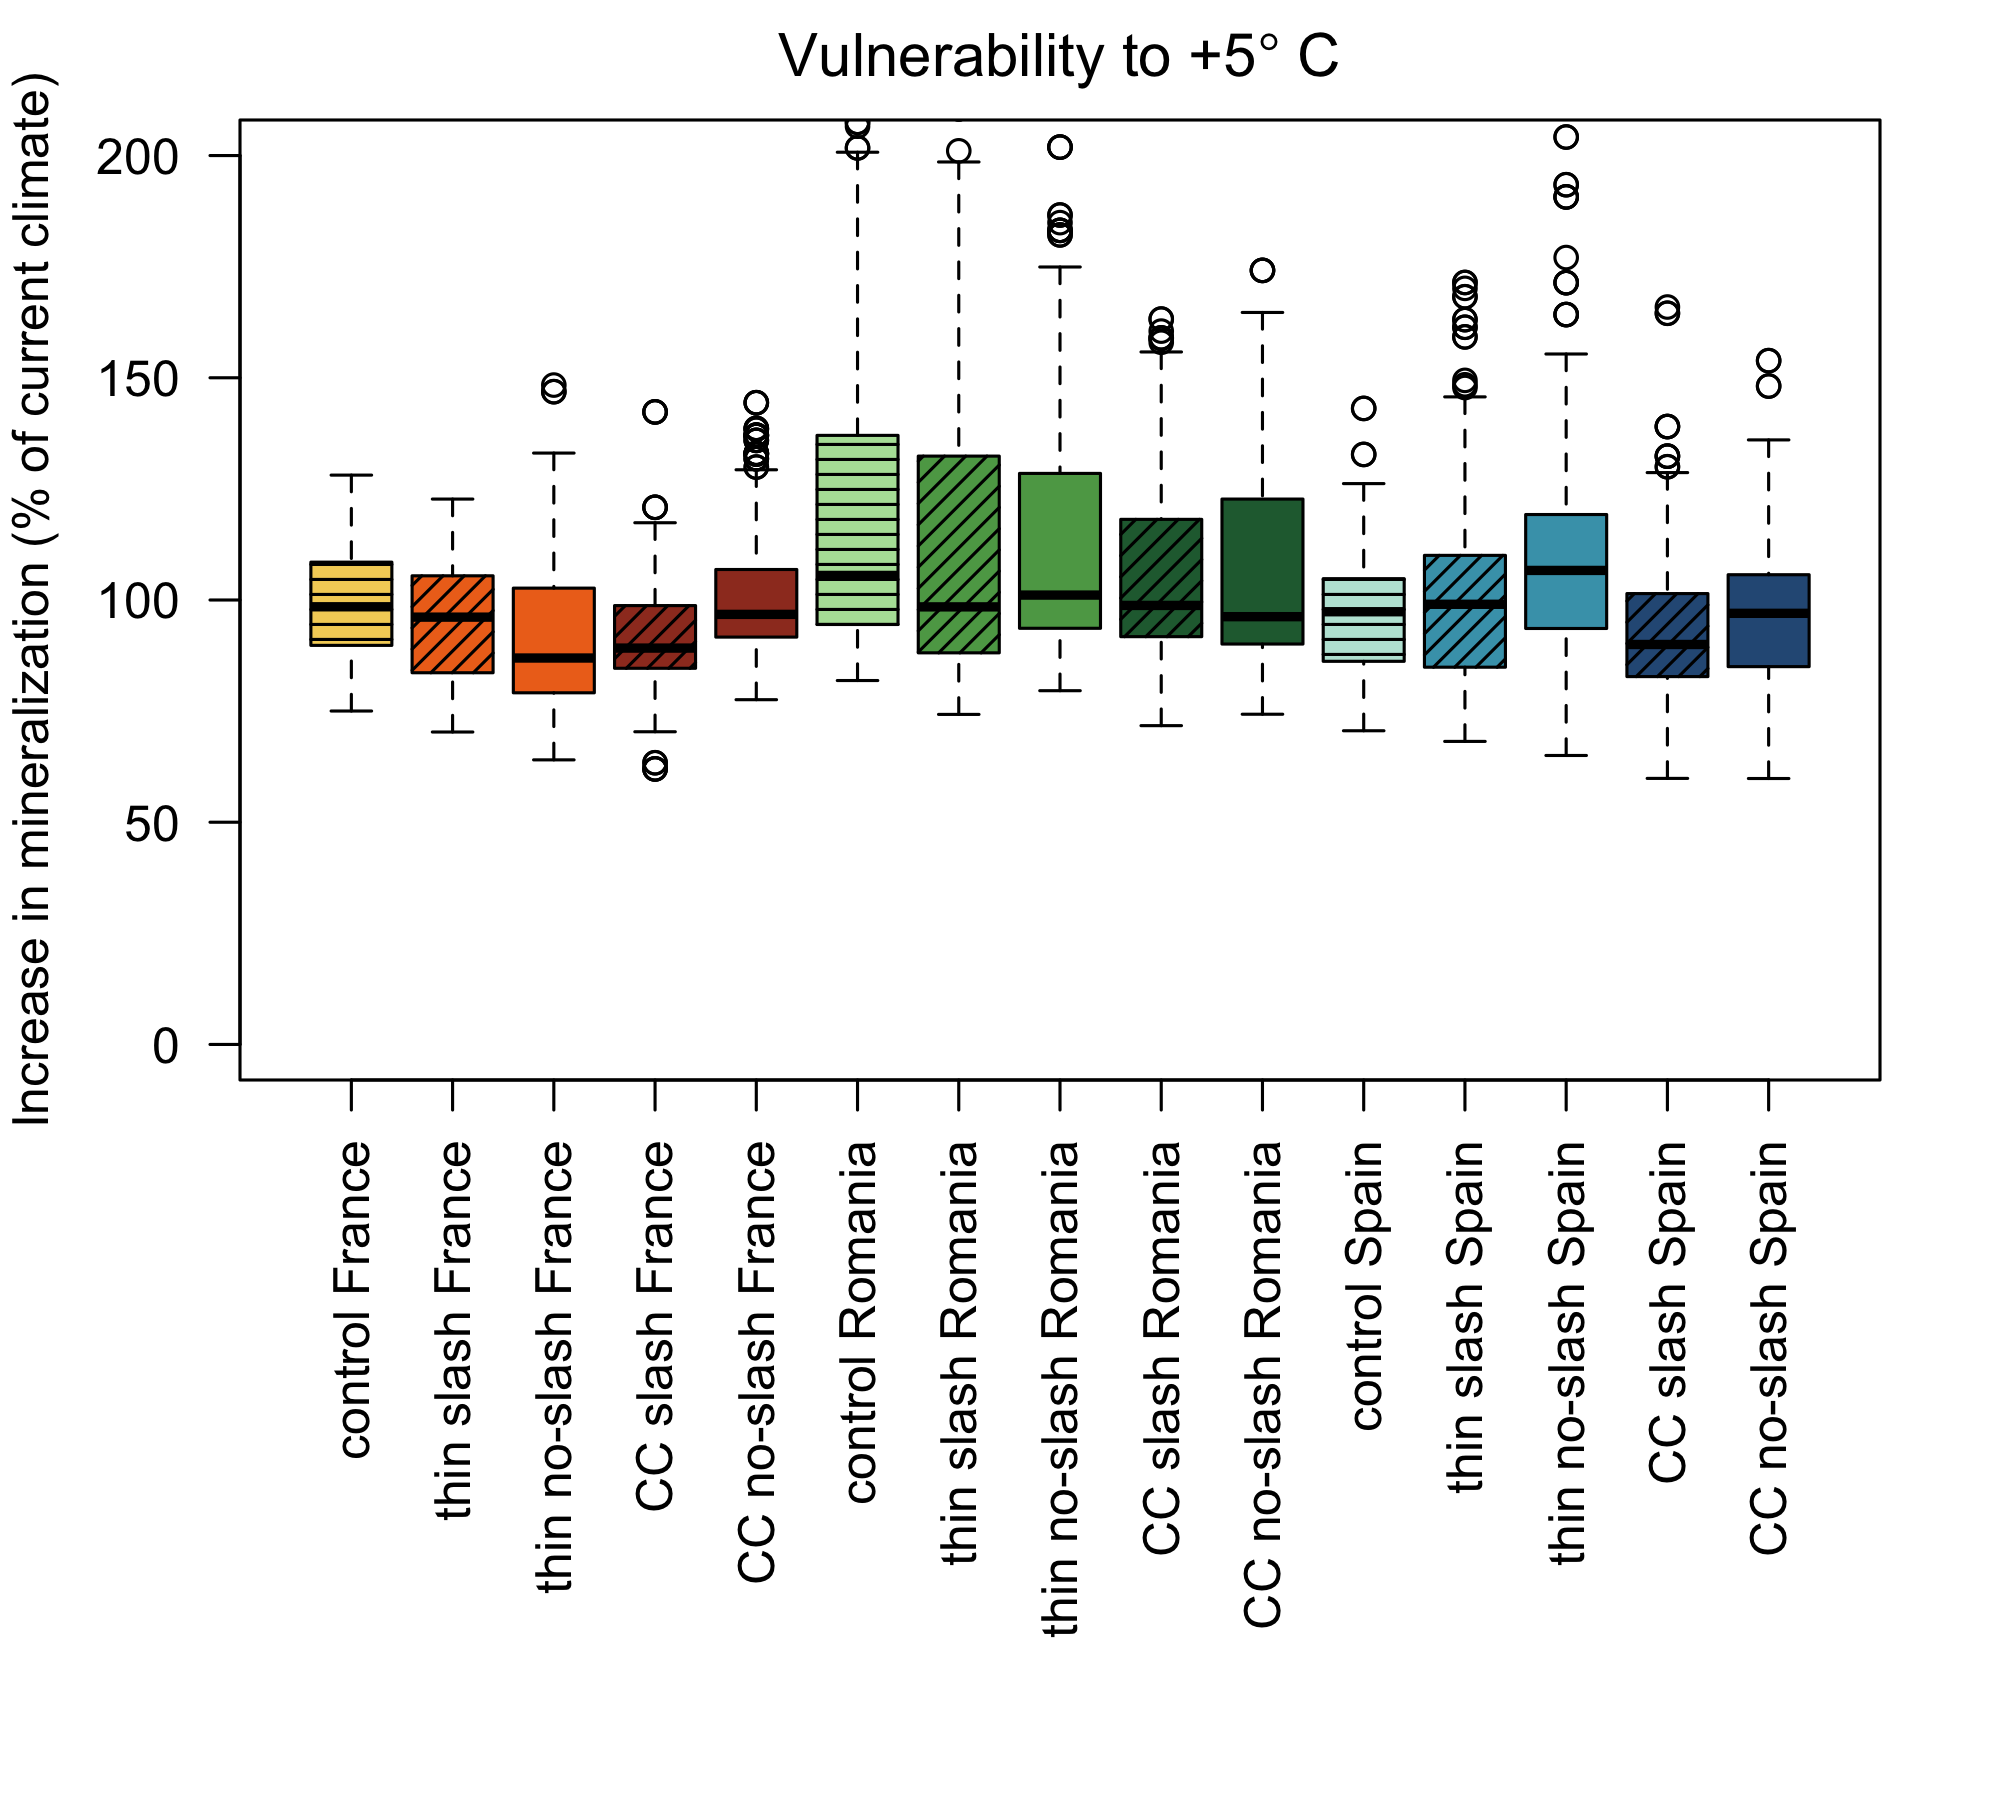 Vulnerability to +5° C
Increase in mineralization (% of current climate)
200
150
100
50
0
control France
thin slash France
thin no-slash France
CC slash France
CC no-slash France
control Romania
thin slash Romania
thin no-slash Romania
CC slash Romania
CC no-slash Romania
control Spain
thin slash Spain
thin no-slash Spain
CC slash Spain
CC no-slash Spain